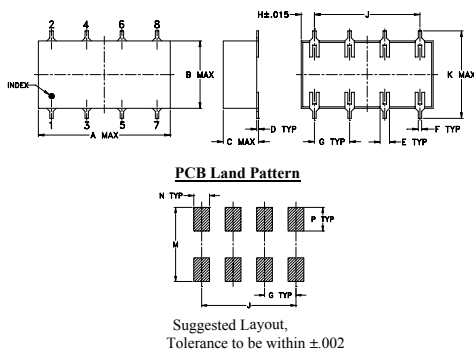 2 4 6 8
INDEX
1 3 5 7
A MAX
B MAX
C MAX
D TYP
H±.015
J
K MAX
G TYP
F TYP
E TYP
PCB Land Pattern
N TYP
P TYP
M
G TYP
J
Suggested Layout,
Tolerance to be within ±.002